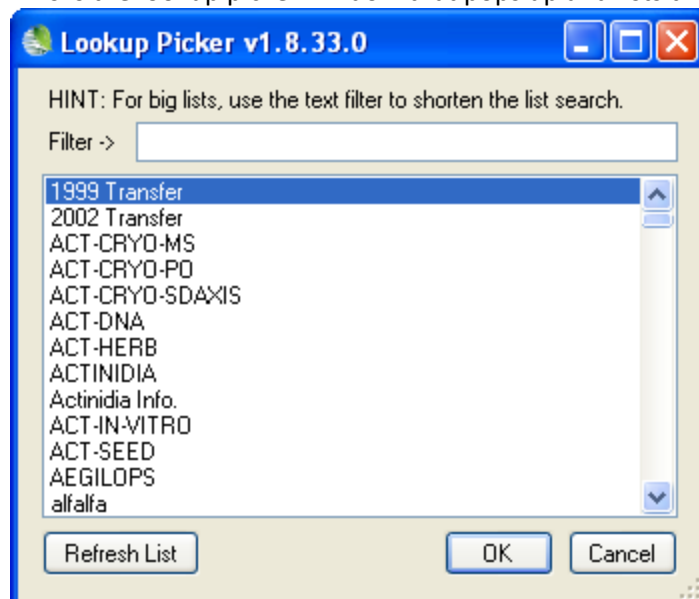 Lookup Picker v1.8.33.0
HINT: For big lists, use the text filter to shorten the list search.
Filter ->
1999 Transfer
2002 Transfer
ACT-CRYO-MS
ACT-CRYO-PO
ACT-CRYO-SDAXIS
ACT-DNA
ACT-HERB
ACTINIDIA
Actinidia Info.
ACT-IN-VITRO
ACT-SEED
AEGILOPS
alfalfa
Refresh List OK Cancel